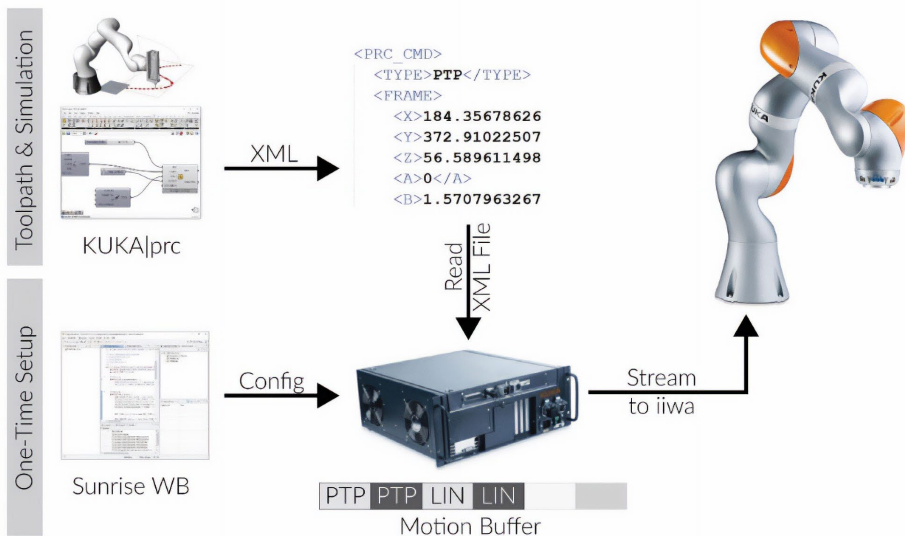 Toolpath & Simulation
XML
KUKA|prc
<PRC_CMD>
<TYPE>PTP</TYPE>
<FRAME>
<X>184.35678626
<Y>372.91022507
<Z>56.589611498
<A>0</A>
<B>1.5707963267
KUKA
Read
XML File
One-Time Setup
Config
Sunrise WB
Stream
to iiwa
PTP PTP LIN LIN
Motion Buffer